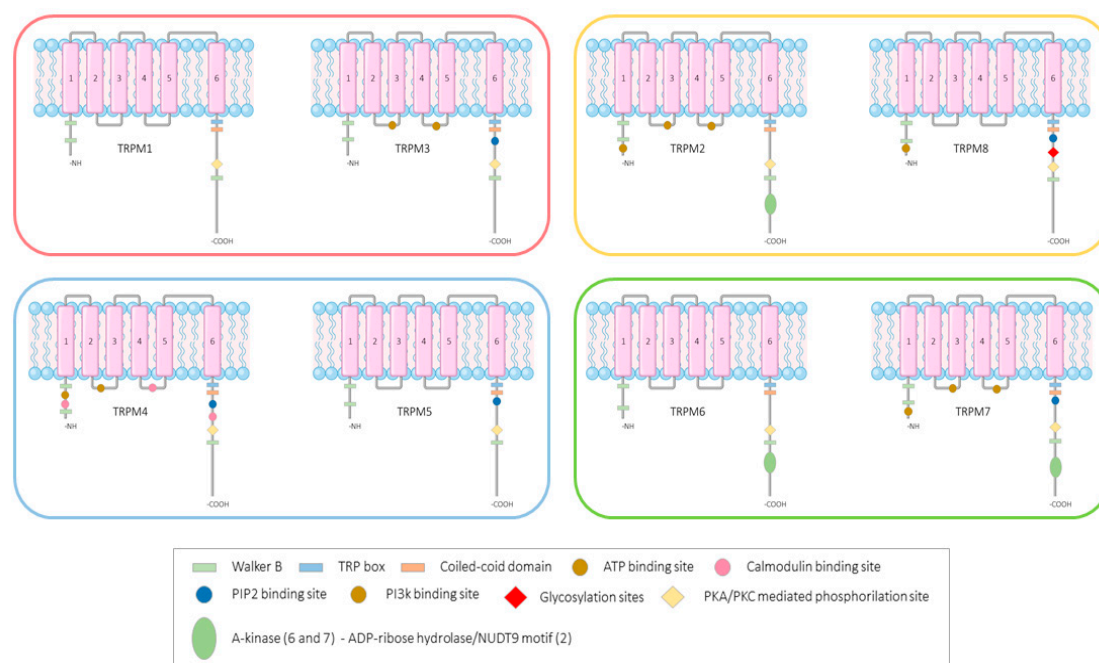 1 2 3 4 5 6
TRPM1
-NH
-COOH
1 2 3 4 5 6
TRPM3
-NH
-COOH
1 2 3 4 5 6
TRPM2
-NH
-COOH
1 2 3 4 5 6
TRPM8
-NH
-COOH
1 2 3 4 5 6
TRPM4
-NH
-COOH
1 2 3 4 5 6
TRPM5
-NH
-COOH
1 2 3 4 5 6
TRPM6
-NH
-COOH
1 2 3 4 5 6
TRPM7
-NH
-COOH
Walker B TRP box Coiled-coid domain ATP binding site Calmodulin binding site
PIP2 binding site PI3k binding site Glycosylation sites PKA/PKC mediated phosphorilation site
A-kinase (6 and 7) - ADP-ribose hydrolase/NUDT9 motif (2)